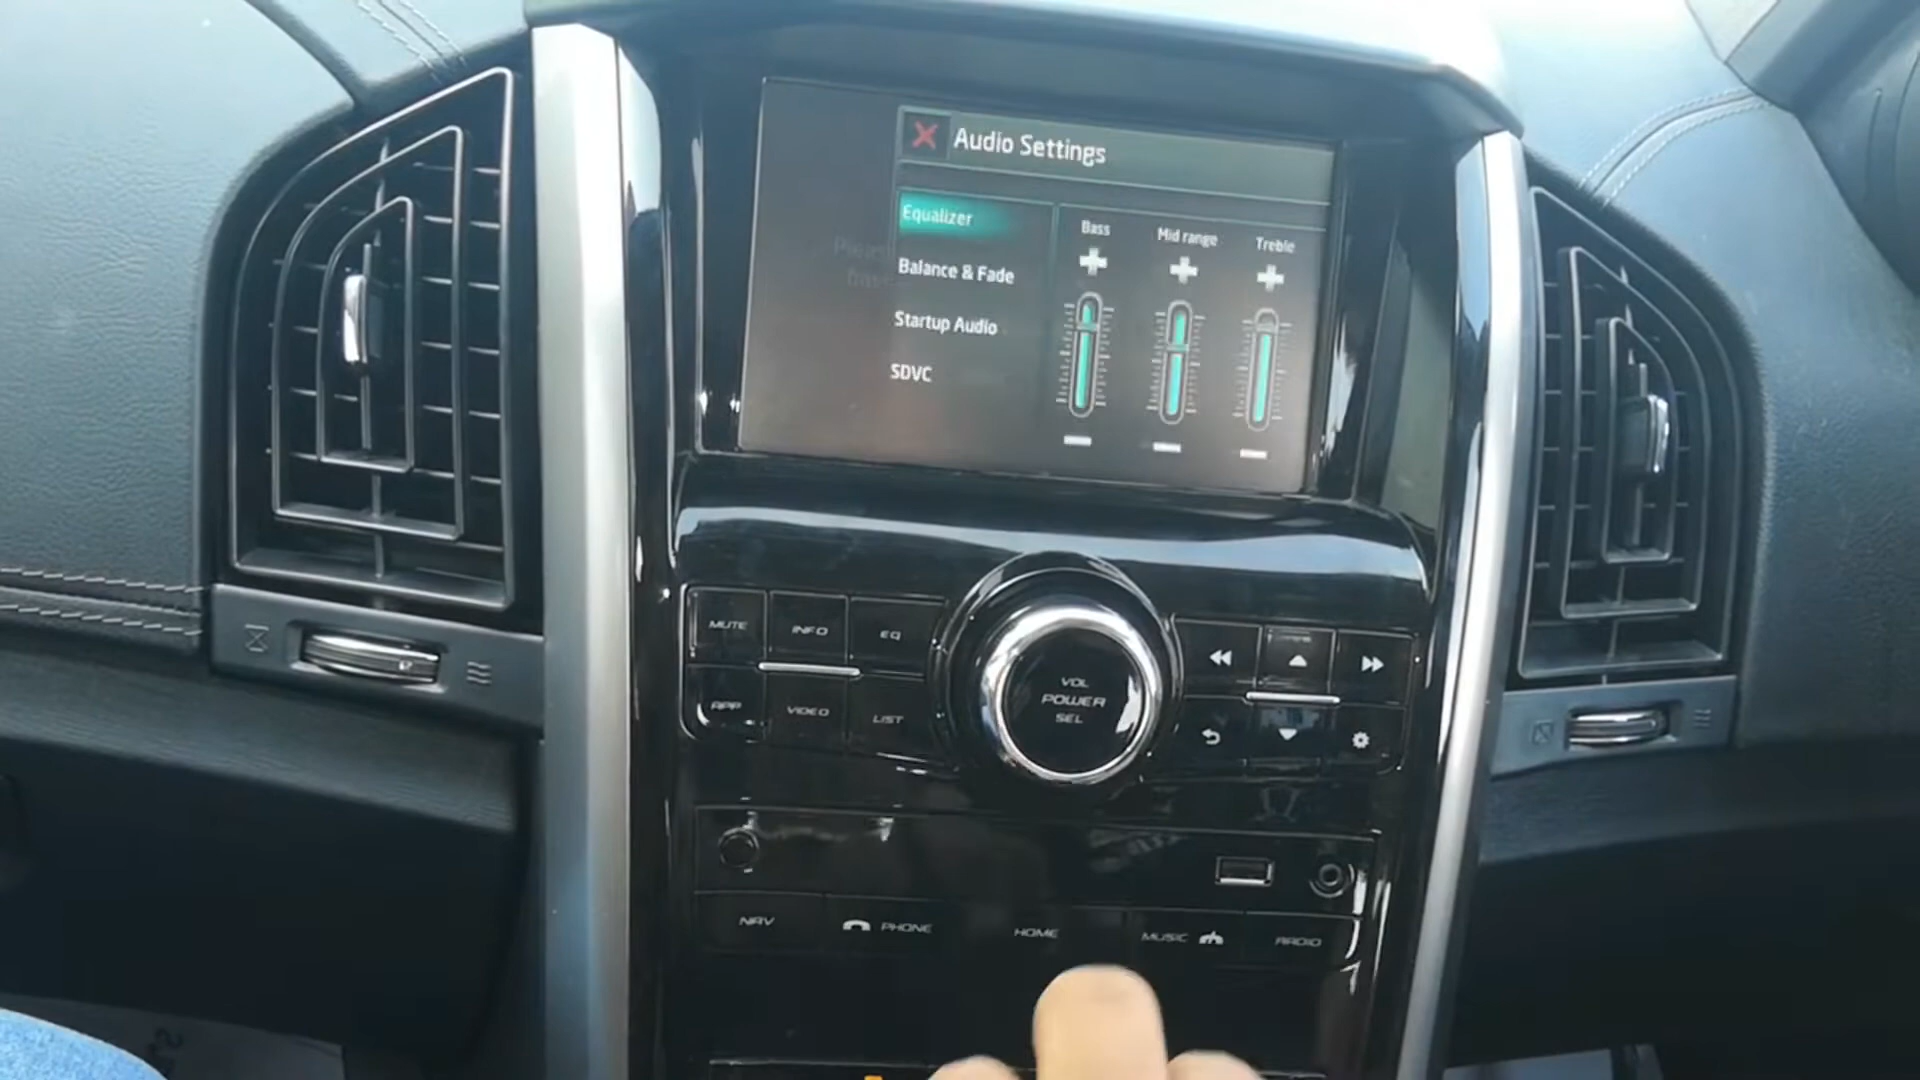 Audio Settings
Equalizer
Balance & Fade
Startup Audio
SDVC
Bass
Mid range
Treble
MUTE
INFO
EQ
APP
VIDEO
LIST
VOL
POWER
SEL
NAV
PHONE
HOME
MUSIC
RADIO